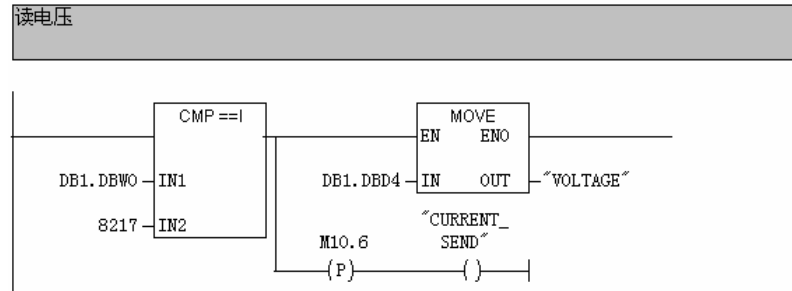 读电压
CMP ==I
MOVE
EN ENO
DB1.DBW0 IN1
DB1.DBD4 IN OUT "VOLTAGE"
8217 IN2
"CURRENT_
M10.6 SEND"
(P) ( )